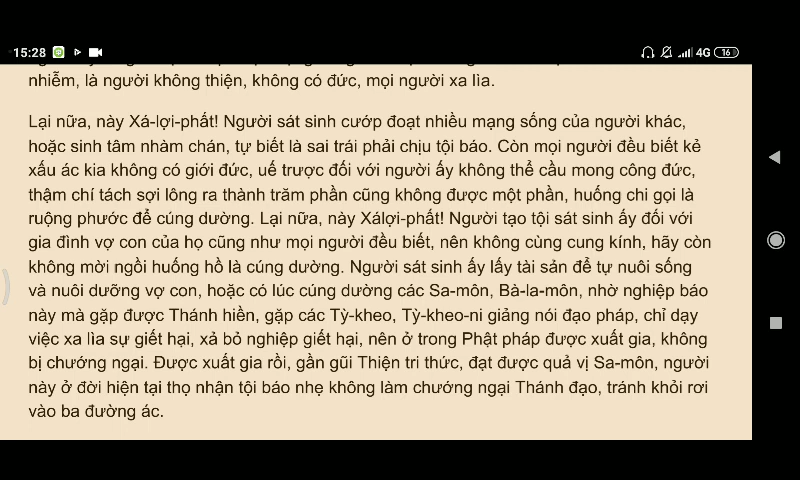 15:28
4G 16
nhiễm, là người không thiện, không có đức, mọi người xa lìa.
Lại nữa, này Xá-lợi-phất! Người sát sinh cướp đoạt nhiều mạng sống của người khác,
hoặc sinh tâm nhàm chán, tự biết là sai trái phải chịu tội báo. Còn mọi người đều biết kẻ
xấu ác kia không có giới đức, uế trược đối với người ấy không thể cầu mong công đức,
thậm chí tách sợi lông ra thành trăm phần cũng không được một phần, huống chi gọi là
ruộng phước để cúng dường. Lại nữa, này Xálợi-phất! Người tạo tội sát sinh ấy đối với
gia đình vợ con của họ cũng như mọi người đều biết, nên không cùng cung kính, hãy còn
không mời ngồi huống hồ là cúng dường. Người sát sinh ấy lấy tài sản để tự nuôi sống
và nuôi dưỡng vợ con, hoặc có lúc cúng dường các Sa-môn, Bà-la-môn, nhờ nghiệp báo
này mà gặp được Thánh hiền, gặp các Tỳ-kheo, Tỳ-kheo-ni giảng nói đạo pháp, chỉ dạy
việc xa lìa sự giết hại, xả bỏ nghiệp giết hại, nên ở trong Phật pháp được xuất gia, không
bị chướng ngại. Được xuất gia rồi, gần gũi Thiện tri thức, đạt được quả vị Sa-môn, người
này ở đời hiện tại thọ nhận tội báo nhẹ không làm chướng ngại Thánh đạo, tránh khỏi rơi
vào ba đường ác.